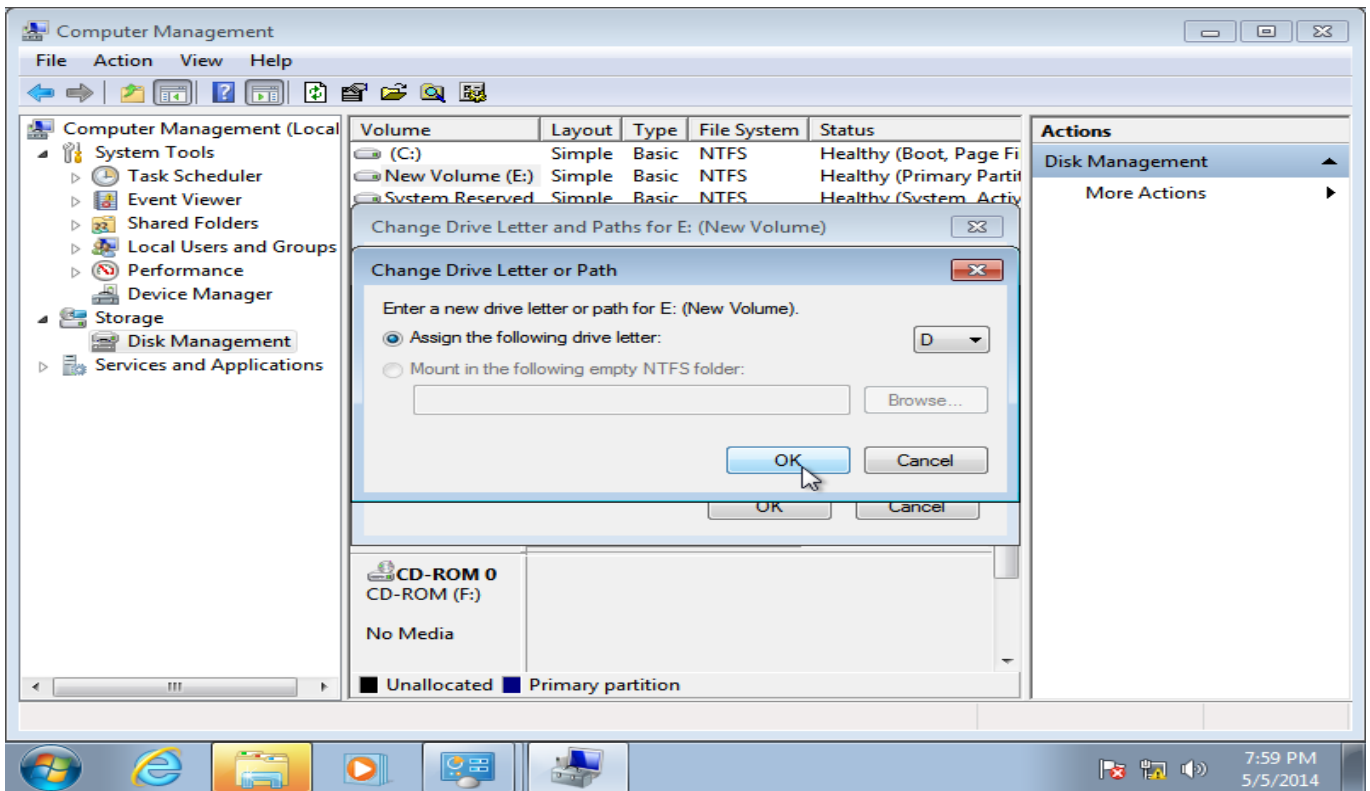 Computer Management
File Action View Help
Computer Management (Local
System Tools
Task Scheduler
Event Viewer
Shared Folders
Local Users and Groups
Performance
Device Manager
Storage
Disk Management
Services and Applications
Volume Layout Type File System Status
(C:) Simple Basic NTFS Healthy (Boot, Page Fi
New Volume (E:) Simple Basic NTFS Healthy (Primary Partit
System Reserved Simple Basic NTFS Healthy (System, Activ
Change Drive Letter and Paths for E: (New Volume)
Change Drive Letter or Path
Enter a new drive letter or path for E: (New Volume).
Assign the following drive letter: D
Mount in the following empty NTFS folder:
Browse...
OK Cancel
OK Cancel
CD-ROM 0
CD-ROM (F:)
No Media
Unallocated Primary partition
Actions
Disk Management
More Actions
7:59 PM
5/5/2014